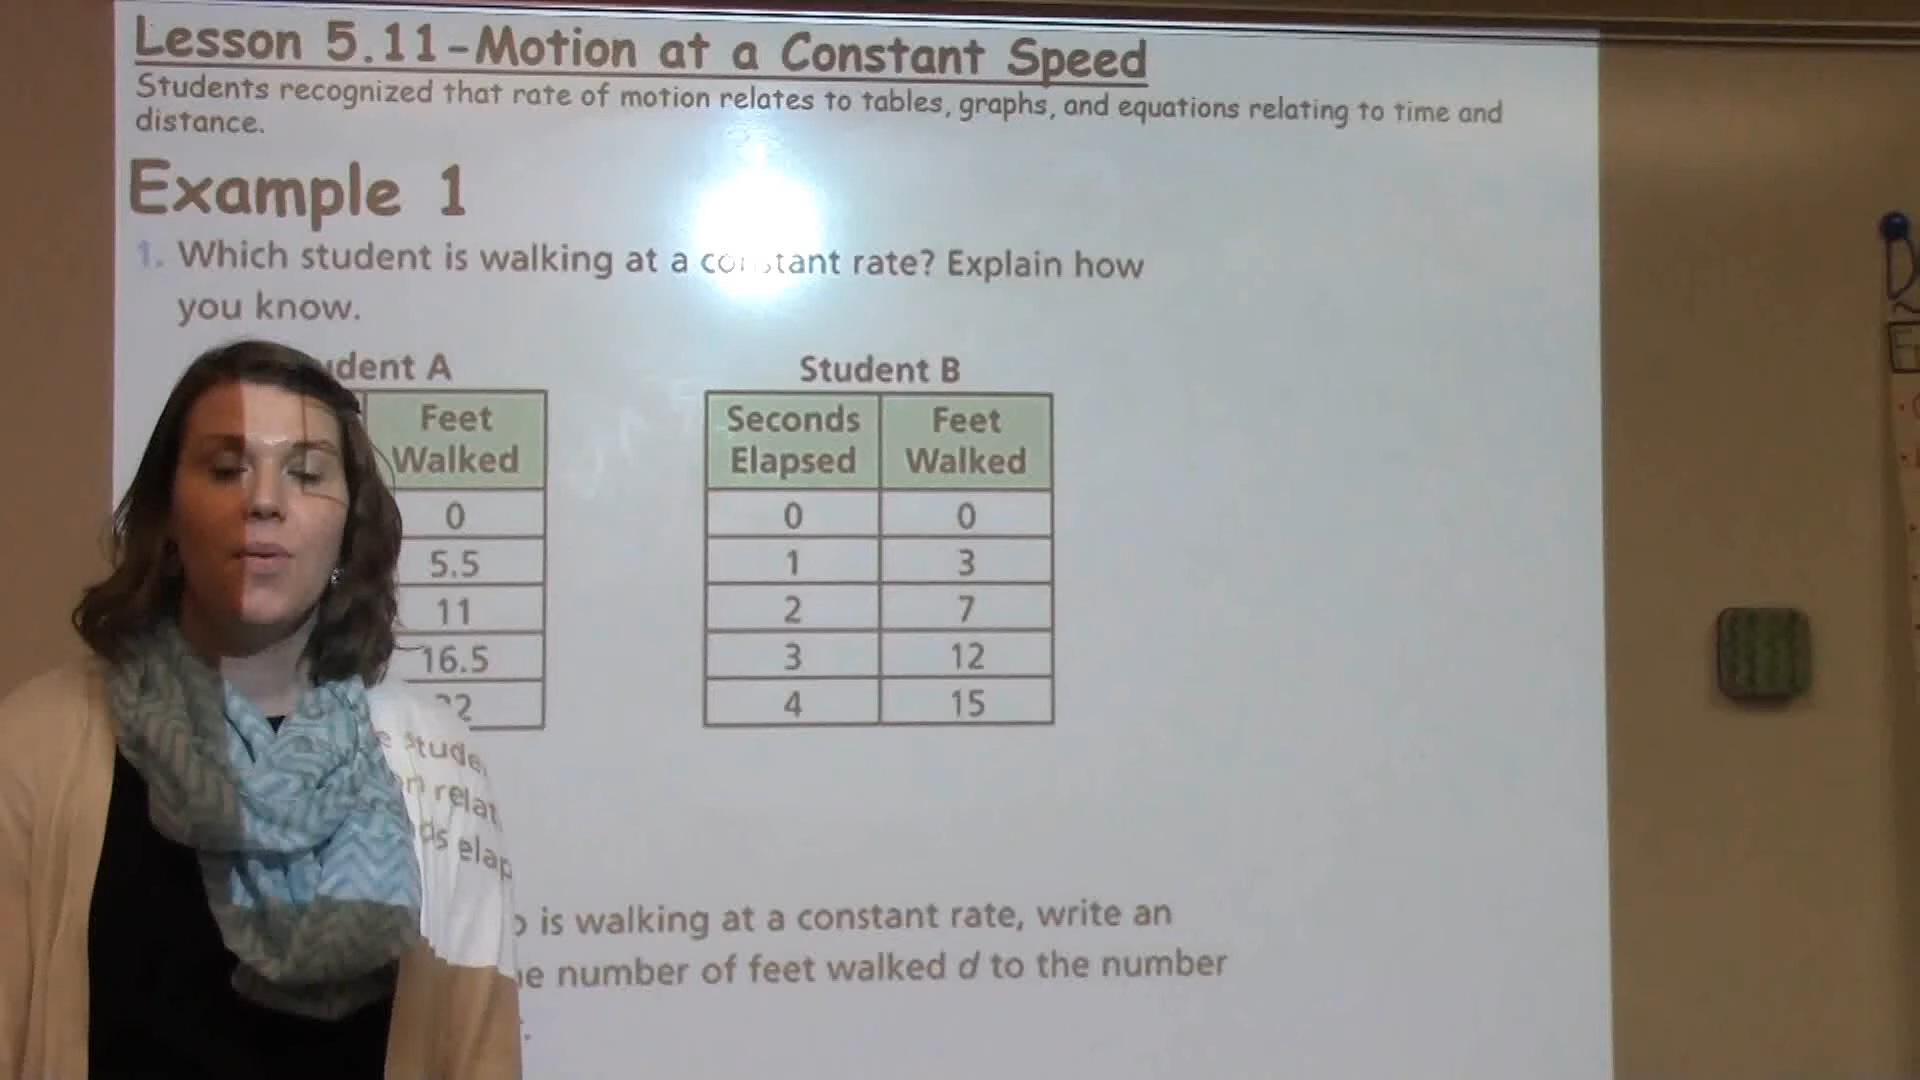 Lesson 5.11-Motion at a Constant Speed
Students recognized that rate of motion relates to tables, graphs, and equations relating to time and
distance.
Example 1
1. Which student is walking at a constant rate? Explain how
you know.
A
Student B
Feet
Walked
Seconds
Elapsed
Feet
Walked
0
0
0
5.5
1
3
11
2
7
16.5
3
12
4
15
is walking at a constant rate, write an
number of feet walked d to the number